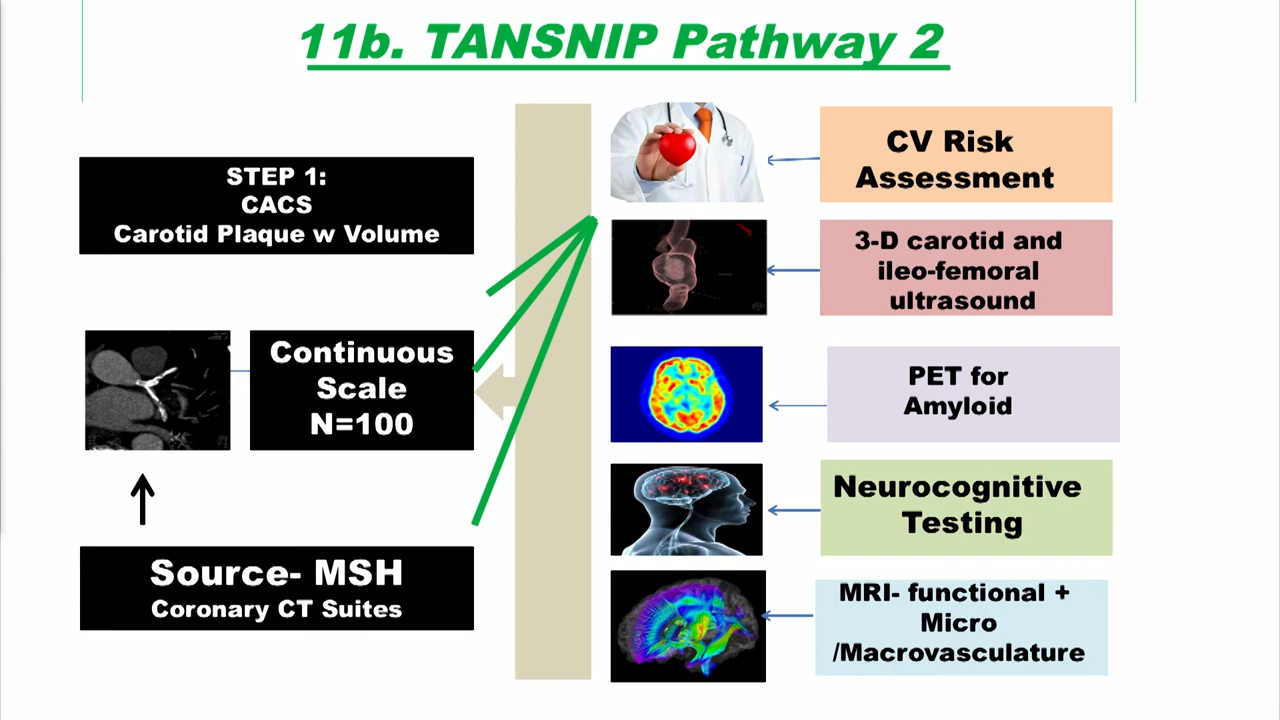 11b. TANSNIP Pathway 2
STEP 1:
CACS
Carotid Plaque w Volume
Continuous
Scale
N=100
Source- MSH
Coronary CT Suites
CV Risk
Assessment
3-D carotid and
ileo-femoral
ultrasound
PET for
Amyloid
Neurocognitive
Testing
MRI- functional +
Micro
/Macrovasculature